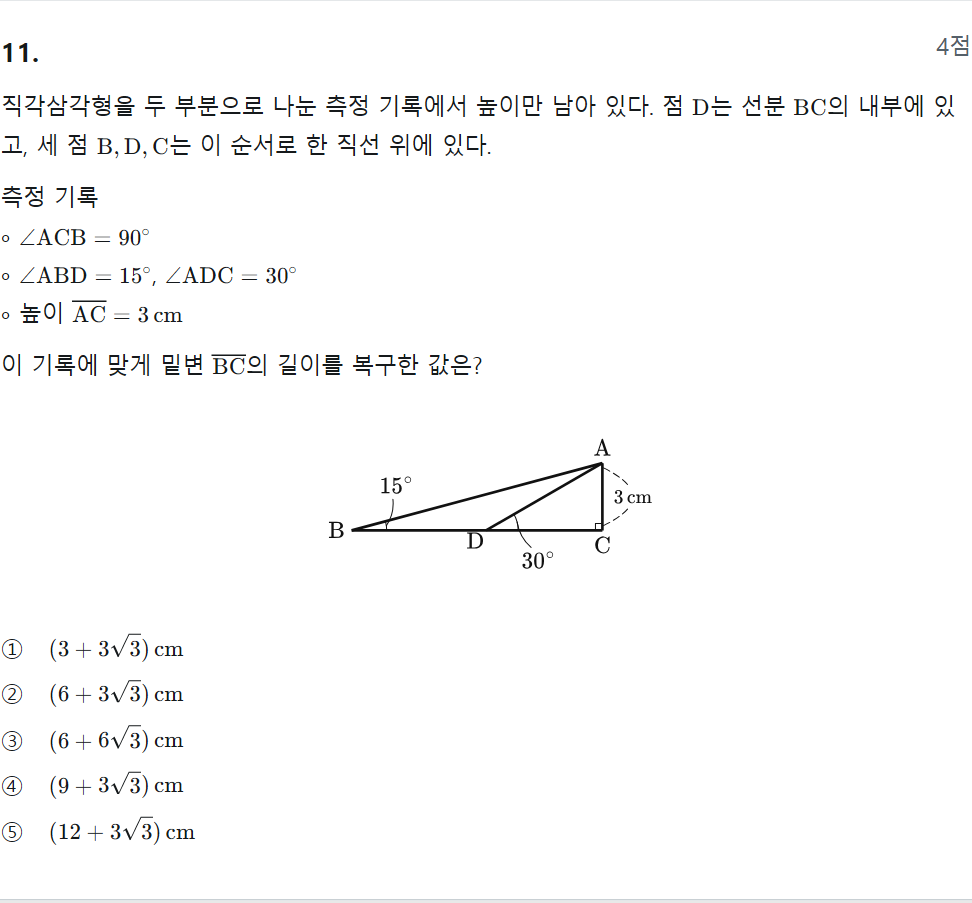 11.
4점
직각삼각형을 두 부분으로 나눈 측정 기록에서 높이만 남아 있다. 점 D는 선분 BC의 내부에 있
고, 세 점 B, D, C는 이 순서로 한 직선 위에 있다.
측정 기록
∘ ∠ACB = 90°
∘ ∠ABD = 15°, ∠ADC = 30°
∘ 높이 A̅C̅ = 3 cm
이 기록에 맞게 밑변 B̅C̅의 길이를 복구한 값은?
A
15°
3 cm
B
D
C
30°
① (3 + 3√3) cm
② (6 + 3√3) cm
③ (6 + 6√3) cm
④ (9 + 3√3) cm
⑤ (12 + 3√3) cm